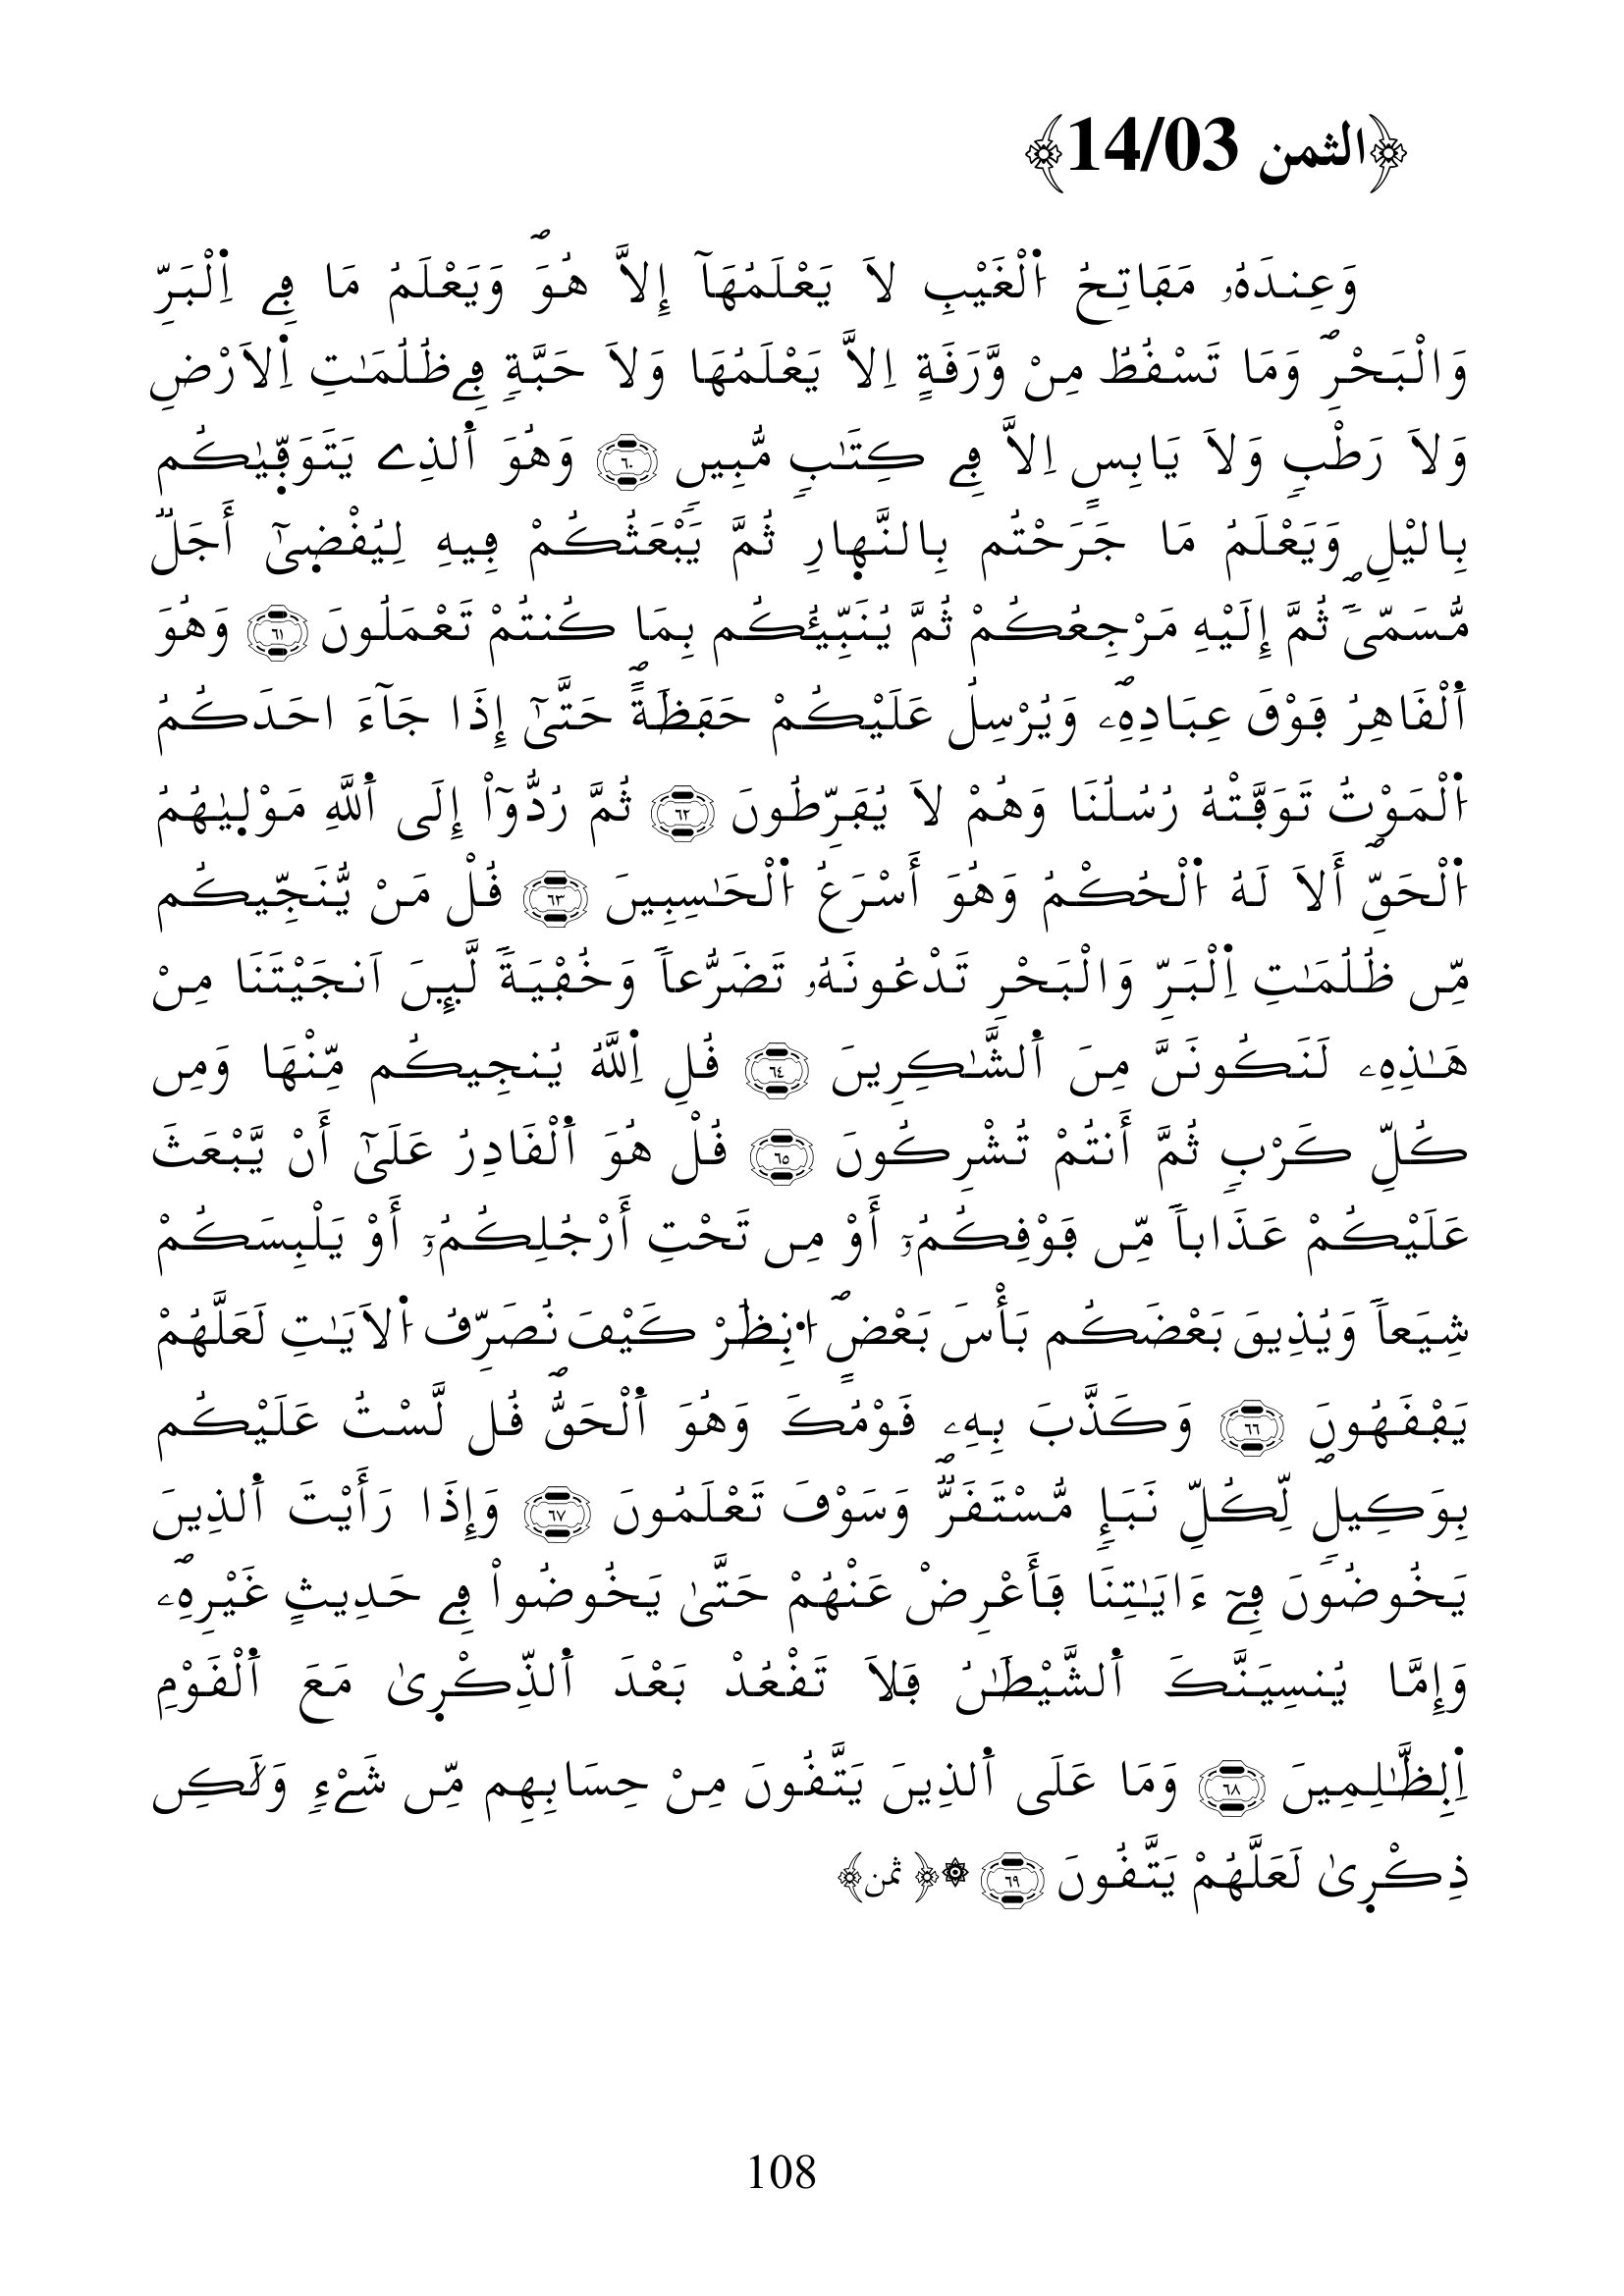 ﴿الثمن 14/03﴾
وَعِندَهُۥ مَفَاتِحُ اُ۬لْغَيْبِ لَا يَعْلَمُهَآ إِلَّا هُوَۖ وَيَعْلَمُ مَا فِے اِ۬لْبَرِّ
وَالْبَحْرِۖ وَمَا تَسْقُطُ مِنْ وَّرَقَةٍ اِلَّا يَعْلَمُهَا وَلَا حَبَّةٖ فِے ظُلُمَٰتِ اِ۬لَارْضِ
وَلَا رَطْبٖ وَلَا يَابِسٍ اِلَّا فِے كِتَٰبٖ مُّبِينٖ ٦٠ وَهُوَ اَ۬لذِے يَتَوَفّ۪يٰكُم
بِاليْلِ وَيَعْلَمُ مَا جَرَحْتُم بِالنَّه۪ارِ ثُمَّ يَبْعَثُكُمْ فِيهِ لِيُقْض۪يٰٓ أَجَلٞ
مُّسَمّىٗۖ ثُمَّ إِلَيْهِ مَرْجِعُكُمْ ثُمَّ يُنَبِّئُكُم بِمَا كُنتُمْ تَعْمَلُونَ ٦١ وَهُوَ
اَ۬لْقَاهِرُ فَوْقَ عِبَادِهِۦۖ وَيُرْسِلُ عَلَيْكُمْ حَفَظَةًۖ حَتَّيٰٓ إِذَا جَآءَ احَدَكُمُ
اُ۬لْمَوْتُ تَوَفَّتْهُ رُسُلُنَا وَهُمْ لَا يُفَرِّطُونَ ٦٢ ثُمَّ رُدُّوٓاْ إِلَي اَ۬للَّهِ مَوْل۪يٰهُمُ
اُ۬لْحَقِّۖ أَلَا لَهُ اُ۬لْحُكْمُ وَهُوَ أَسْرَعُ اُ۬لْحَٰسِبِينَ ٦٣ قُلْ مَنْ يُّنَجِّيكُم
مِّن ظُلُمَٰتِ اِ۬لْبَرِّ وَالْبَحْرِ تَدْعُونَهُۥ تَضَرُّعاٗ وَخُفْيَةٗ لَّئِنَ اَنجَيْتَنَا مِنْ
هَٰذِهِۦ لَنَكُونَنَّ مِنَ اَ۬لشَّٰكِرِينَ ٦٤ قُلِ اِ۬للَّهُ يُنجِيكُم مِّنْهَا وَمِن
كُلِّ كَرْبٖ ثُمَّ أَنتُمْ تُشْرِكُونَ ٦٥ قُلْ هُوَ اَ۬لْقَادِرُ عَلَيٰٓ أَنْ يَّبْعَثَ
عَلَيْكُمْ عَذَاباٗ مِّن فَوْقِكُمُۥٓ أَوْ مِن تَحْتِ أَرْجُلِكُمُۥٓ أَوْ يَلْبِسَكُمْ
شِيَعاٗ وَيُذِيقَ بَعْضَكُم بَأْسَ بَعْضٍۖ اُ۟نظُرْ كَيْفَ نُصَرِّفُ اُ۬لَايَٰتِ لَعَلَّهُمْ
يَفْقَهُونَۖ ٦٦ وَكَذَّبَ بِهِۦ قَوْمُكَ وَهُوَ اَ۬لْحَقُّۖ قُل لَّسْتُ عَلَيْكُم
بِوَكِيلٖۖ لِّكُلِّ نَبَإٖ مُّسْتَقَرّٞۖ وَسَوْفَ تَعْلَمُونَ ٦٧ وَإِذَا رَأَيْتَ اَ۬لذِينَ
يَخُوضُونَ فِےٓ ءَايَٰتِنَا فَأَعْرِضْ عَنْهُمْ حَتَّيٰ يَخُوضُواْ فِے حَدِيثٍ غَيْرِهِۦۖ
وَإِمَّا يُنسِيَنَّكَ اَ۬لشَّيْطَٰنُ فَلَا تَقْعُدْ بَعْدَ اَ۬لذِّكْر۪يٰ مَعَ اَ۬لْقَوْمِ
اِ۬لظَّٰلِمِينَ ٦٨ وَمَا عَلَي اَ۬لذِينَ يَتَّقُونَ مِنْ حِسَابِهِم مِّن شَےْءٖ وَلَٰكِن
ذِكْر۪يٰ لَعَلَّهُمْ يَتَّقُونَ ٦٩ ۞﴿ثمن﴾
108